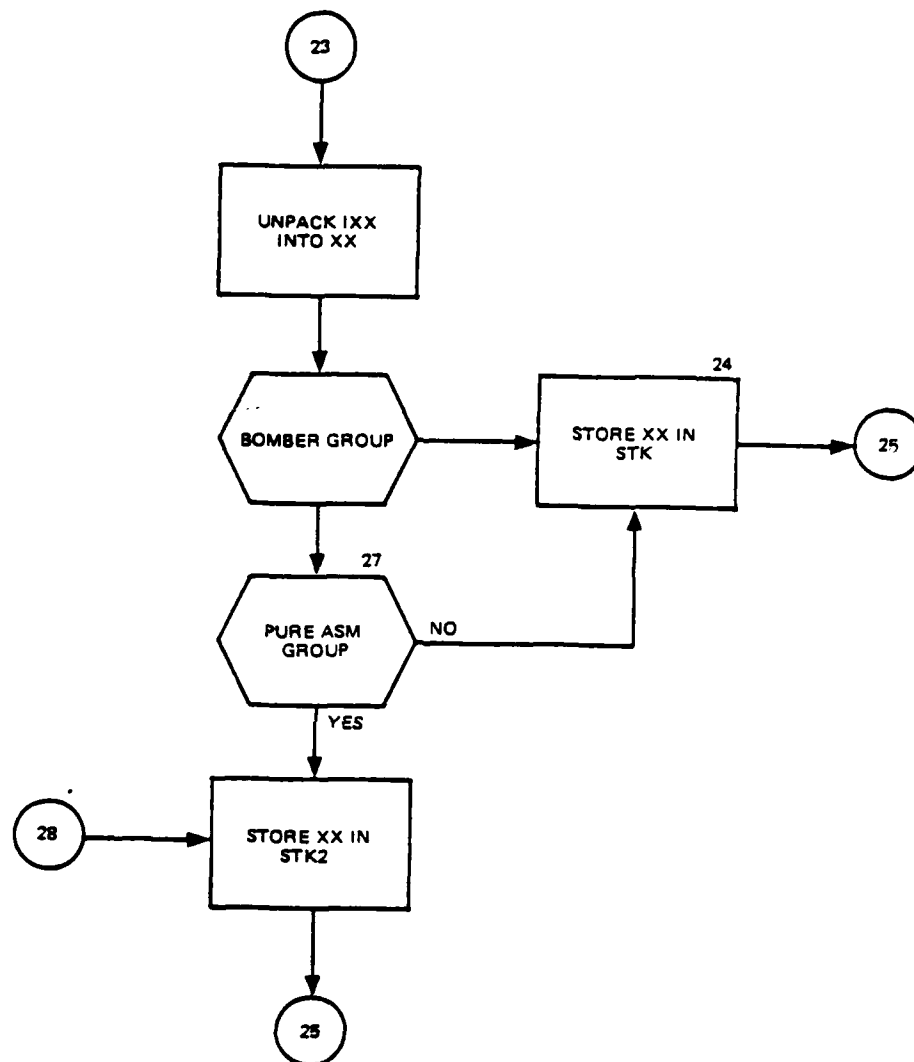 23
UNPACK IXX
INTO XX
24
BOMBER GROUP
STORE XX IN
STK
25
27
PURE ASM
GROUP
NO
YES
28
STORE XX IN
STK2
25